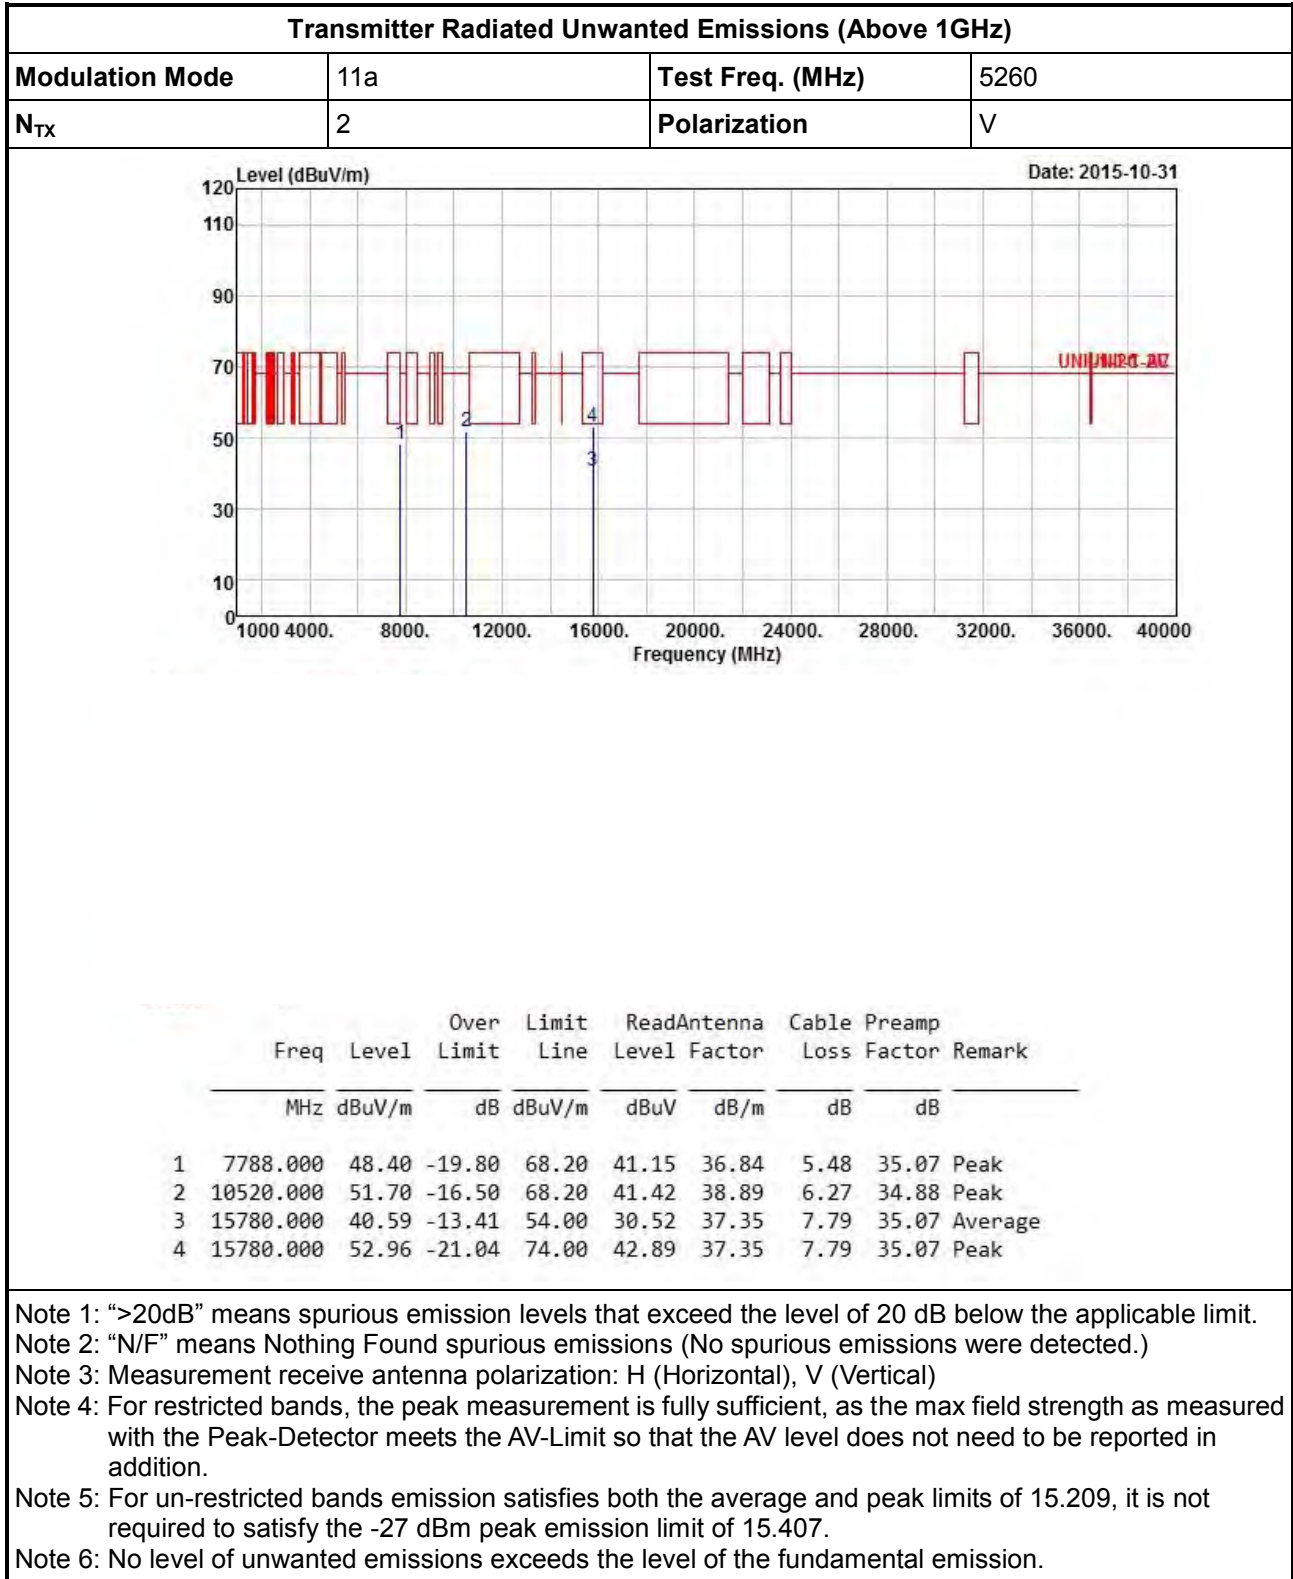 Transmitter Radiated Unwanted Emissions (Above 1GHz)
Modulation Mode 11a Test Freq. (MHz) 5260
NTX 2 Polarization V
Level (dBuV/m) Date: 2015-10-31
120
110
90
70
50
30
10
0
1 2 3 4
1000 4000. 8000. 12000. 16000. 20000. 24000. 28000. 32000. 36000. 40000
Frequency (MHz)
Over Limit ReadAntenna Cable Preamp
Freq Level Limit Line Level Factor Loss Factor Remark
MHz dBuV/m dB dBuV/m dBuV dB/m dB dB
1 7788.000 48.40 -19.80 68.20 41.15 36.84 5.48 35.07 Peak
2 10520.000 51.70 -16.50 68.20 41.42 38.89 6.27 34.88 Peak
3 15780.000 40.59 -13.41 54.00 30.52 37.35 7.79 35.07 Average
4 15780.000 52.96 -21.04 74.00 42.89 37.35 7.79 35.07 Peak
Note 1: “>20dB” means spurious emission levels that exceed the level of 20 dB below the applicable limit.
Note 2: “N/F” means Nothing Found spurious emissions (No spurious emissions were detected.)
Note 3: Measurement receive antenna polarization: H (Horizontal), V (Vertical)
Note 4: For restricted bands, the peak measurement is fully sufficient, as the max field strength as measured
with the Peak-Detector meets the AV-Limit so that the AV level does not need to be reported in
addition.
Note 5: For un-restricted bands emission satisfies both the average and peak limits of 15.209, it is not
required to satisfy the -27 dBm peak emission limit of 15.407.
Note 6: No level of unwanted emissions exceeds the level of the fundamental emission.